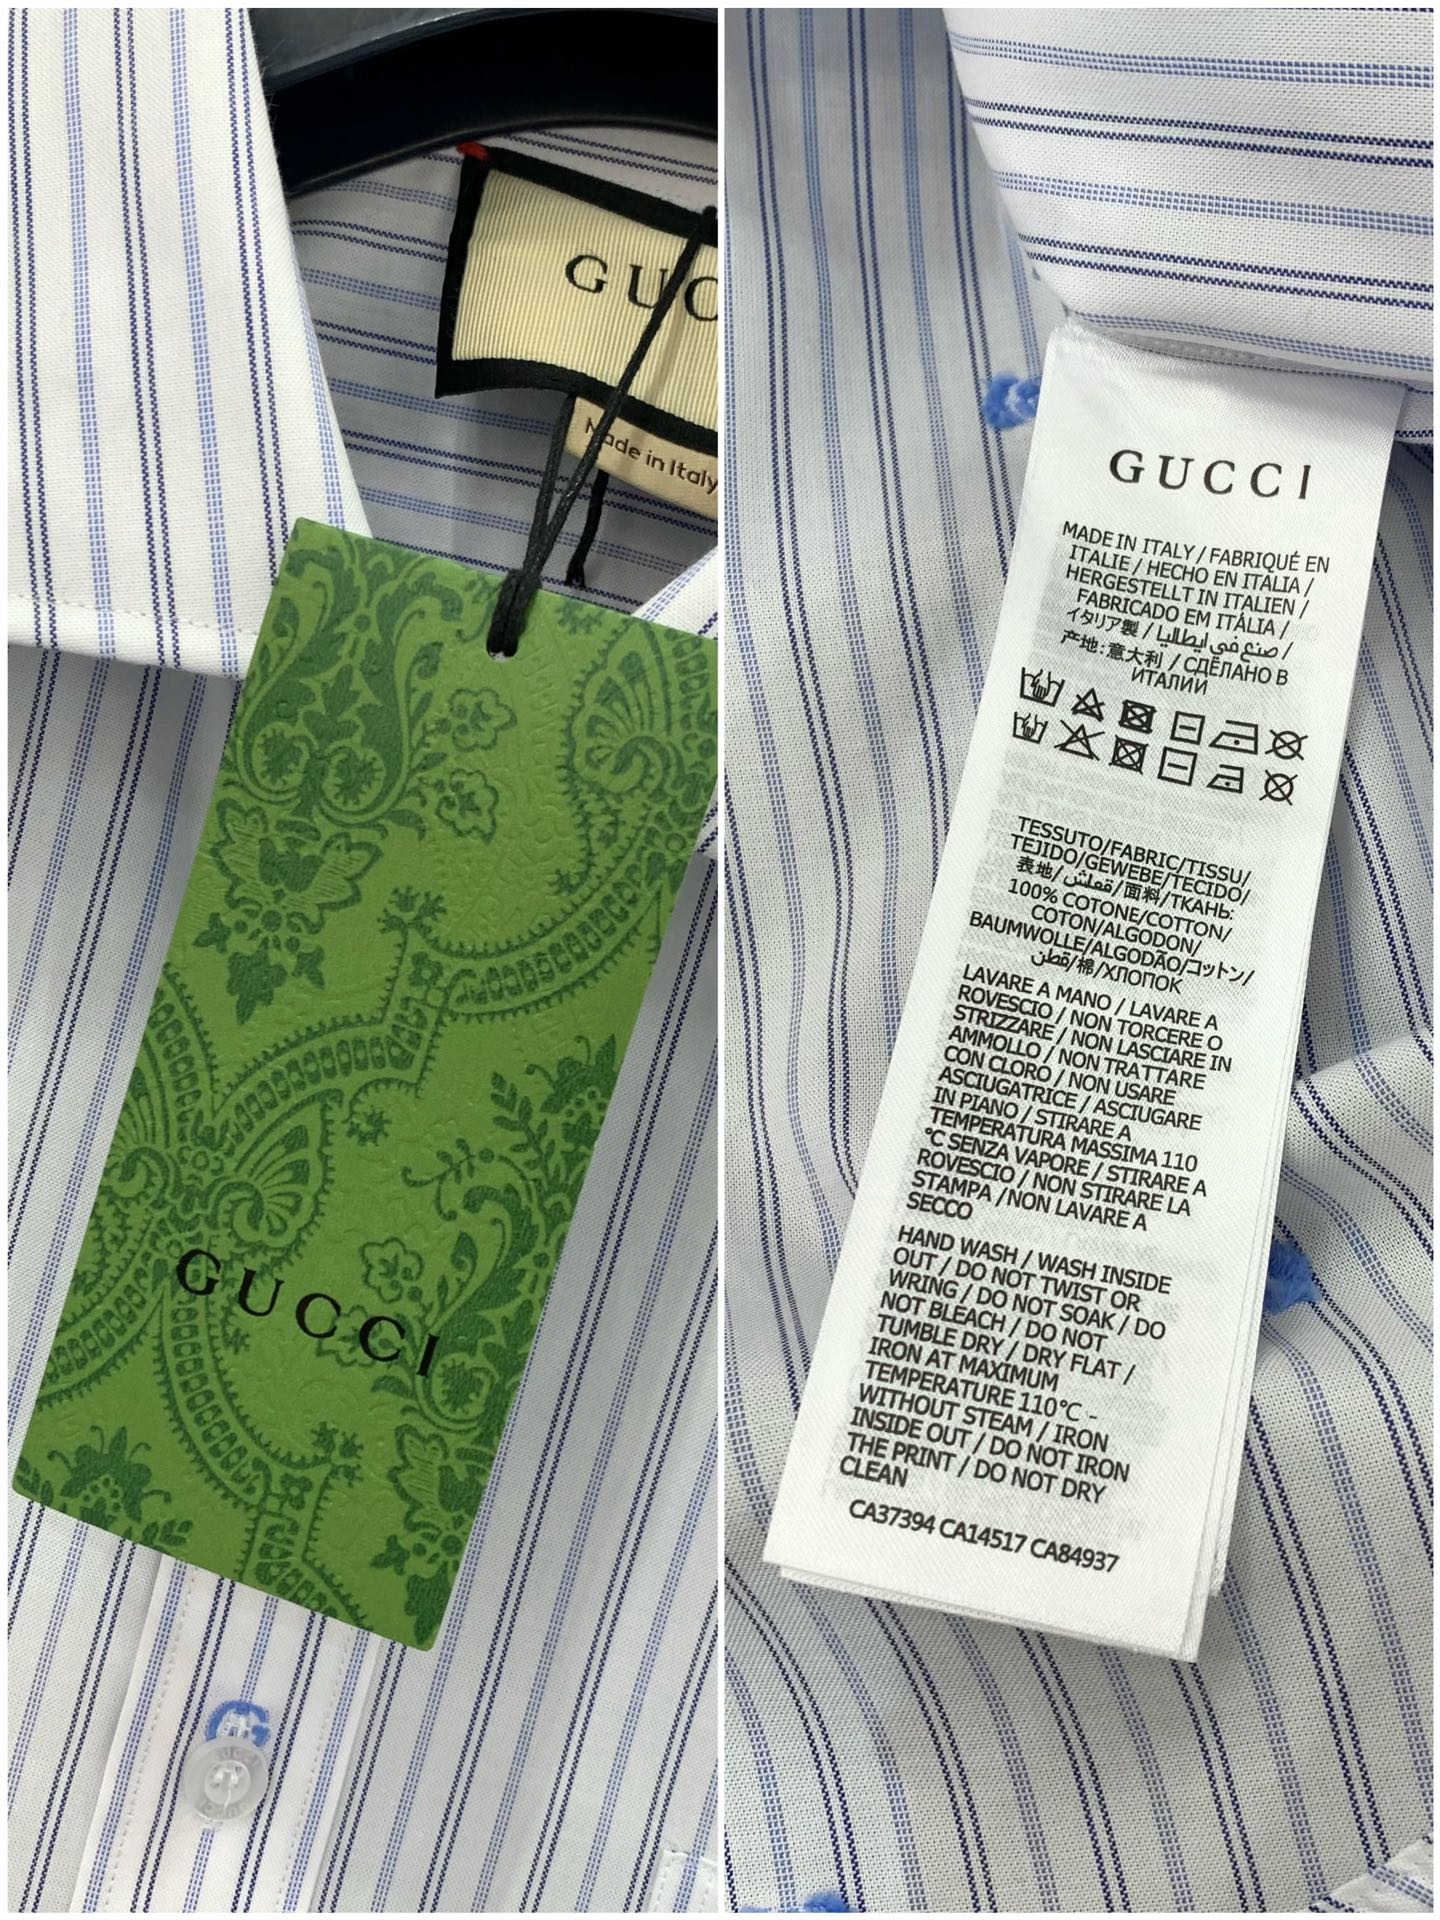 GUC
Made in Italy
GUCCI
G
GUCCI
MADE IN ITALY / FABRIQUÉ EN
ITALIE / HECHO EN ITALIA /
HERGESTELLT IN ITALIEN /
FABRICADO EM ITÁLIA /
イタリア製 / صنع في ايطاليا /
产地:意大利 / СДЕЛАНО В
ИТАЛИИ
TESSUTO/FABRIC/TISSU/
TEJIDO/GEWEBE/TECIDO/
表地/قماش/面料/ТКАНЬ:
100% COTONE/COTTON/
COTON/ALGODON/
BAUMWOLLE/ALGODÃO/コットン/
قطن/棉/ХЛОПОК
LAVARE A MANO / LAVARE A
ROVESCIO / NON TORCERE O
STRIZZARE / NON LASCIARE IN
AMMOLLO / NON TRATTARE
CON CLORO / NON USARE
ASCIUGATRICE / ASCIUGARE
IN PIANO / STIRARE A
TEMPERATURA MASSIMA 110
°C SENZA VAPORE / STIRARE A
ROVESCIO / NON STIRARE LA
STAMPA /NON LAVARE A
SECCO
HAND WASH / WASH INSIDE
OUT / DO NOT TWIST OR
WRING / DO NOT SOAK / DO
NOT BLEACH / DO NOT
TUMBLE DRY / DRY FLAT /
IRON AT MAXIMUM
TEMPERATURE 110°C -
WITHOUT STEAM / IRON
INSIDE OUT / DO NOT IRON
THE PRINT / DO NOT DRY
CLEAN
CA37394 CA14517 CA84937